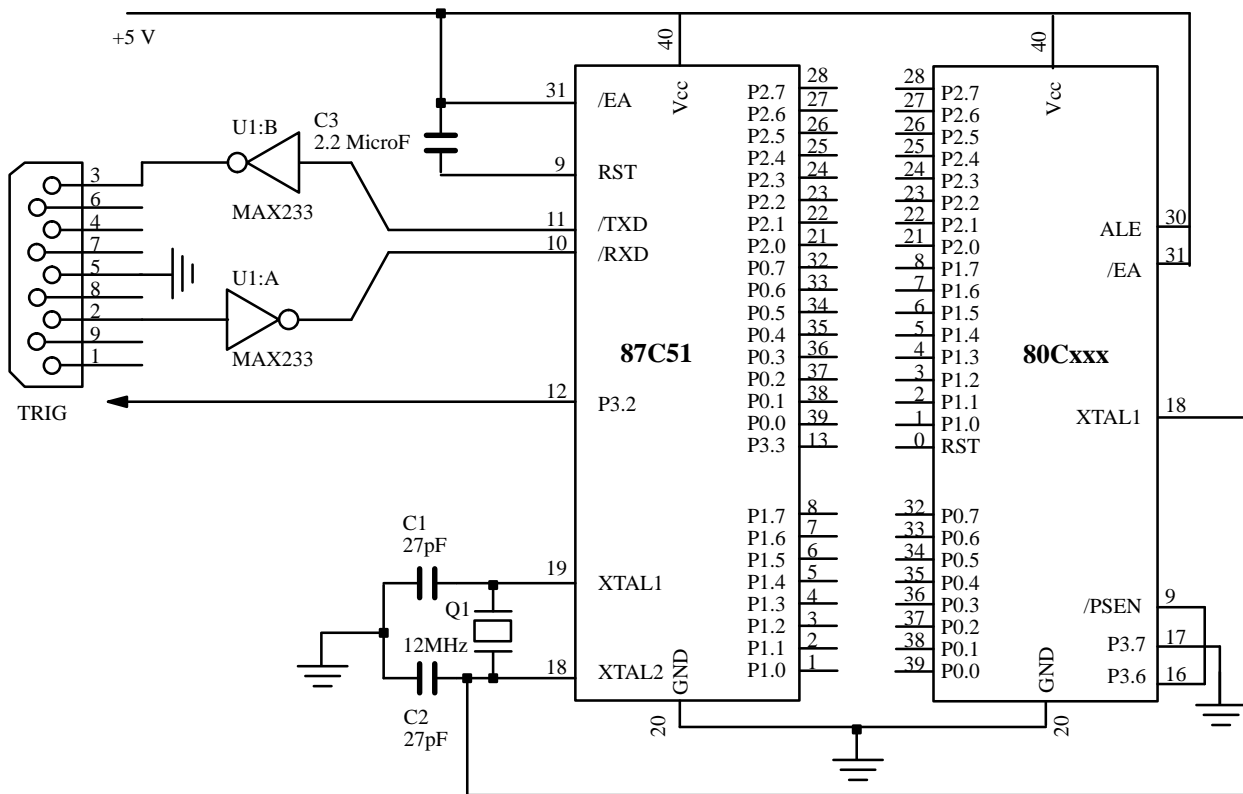 +5 V
40
40
Vcc
Vcc
31
/EA
C3
2.2 MicroF
U1:B
MAX233
9
RST
11
/TXD
10
/RXD
U1:A
MAX233
3
6
4
7
5
8
2
9
1
TRIG
12
P3.2
87C51
P2.7 28
P2.6 27
P2.5 26
P2.4 25
P2.3 24
P2.2 23
P2.1 22
P2.0 21
P0.7 32
P0.6 33
P0.5 34
P0.4 35
P0.3 36
P0.2 37
P0.1 38
P0.0 39
P3.3 13
P1.7 8
P1.6 7
P1.5 6
P1.4 5
P1.3 4
P1.2 3
P1.1 2
P1.0 1
C1
27pF
19
XTAL1
Q1
12MHz
18
XTAL2
C2
27pF
GND
20
28 P2.7
27 P2.6
26 P2.5
25 P2.4
24 P2.3
23 P2.2
22 P2.1
21 P2.0
8 P1.7
7 P1.6
6 P1.5
5 P1.4
4 P1.3
3 P1.2
2 P1.1
1 P1.0
0 RST
32 P0.7
33 P0.6
34 P0.5
35 P0.4
36 P0.3
37 P0.2
38 P0.1
39 P0.0
80Cxxx
ALE 30
/EA 31
XTAL1 18
/PSEN 9
P3.7 17
P3.6 16
GND
20